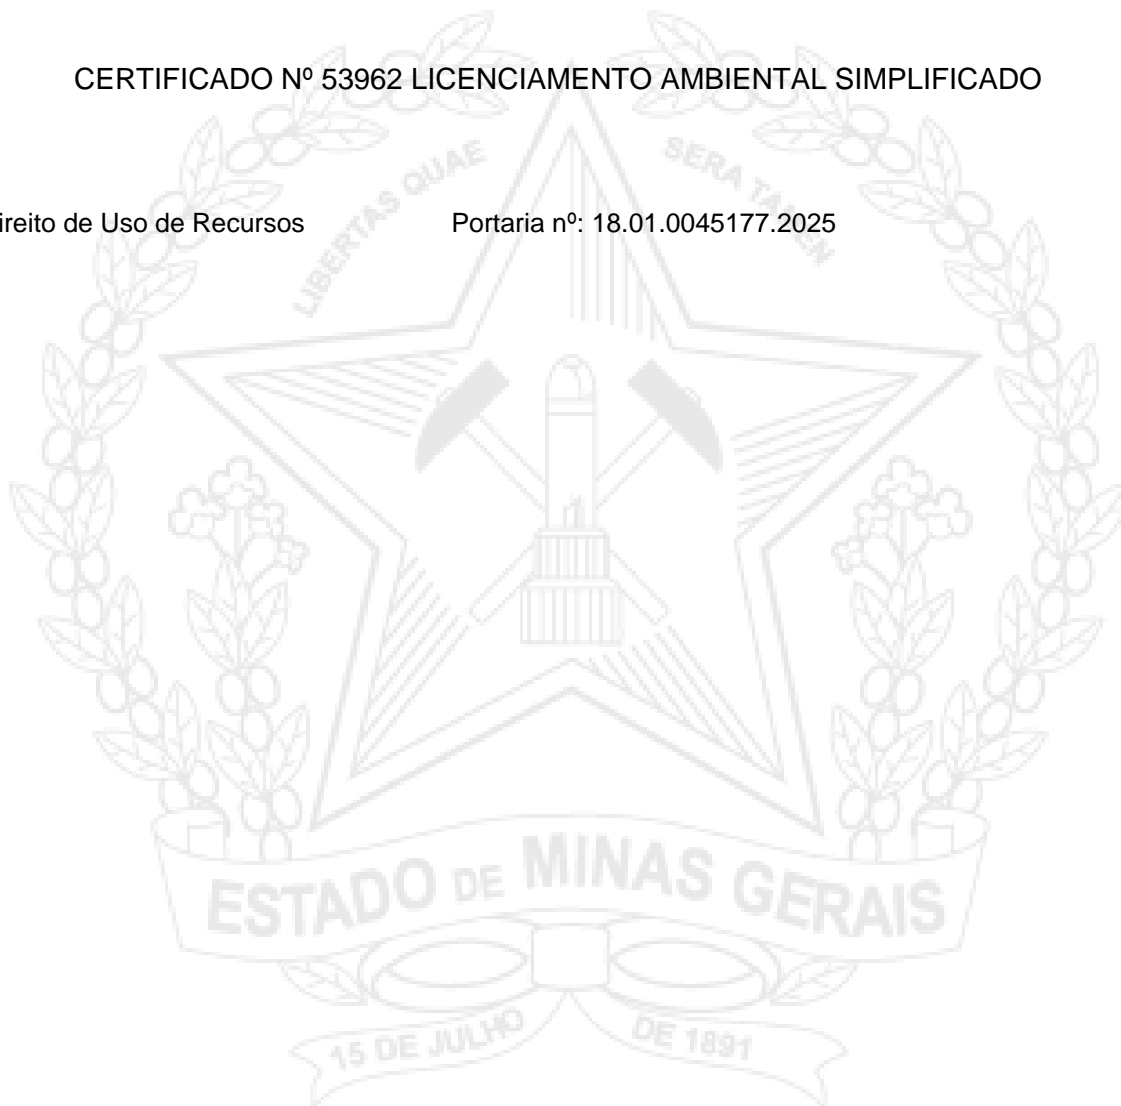 CERTIFICADO Nº 53962 LICENCIAMENTO AMBIENTAL SIMPLIFICADO
LIBERTAS QUAE SERA TAMEN
ireito de Uso de Recursos Portaria nº: 18.01.0045177.2025
ESTADO DE MINAS GERAIS
15 DE JULHO DE 1891